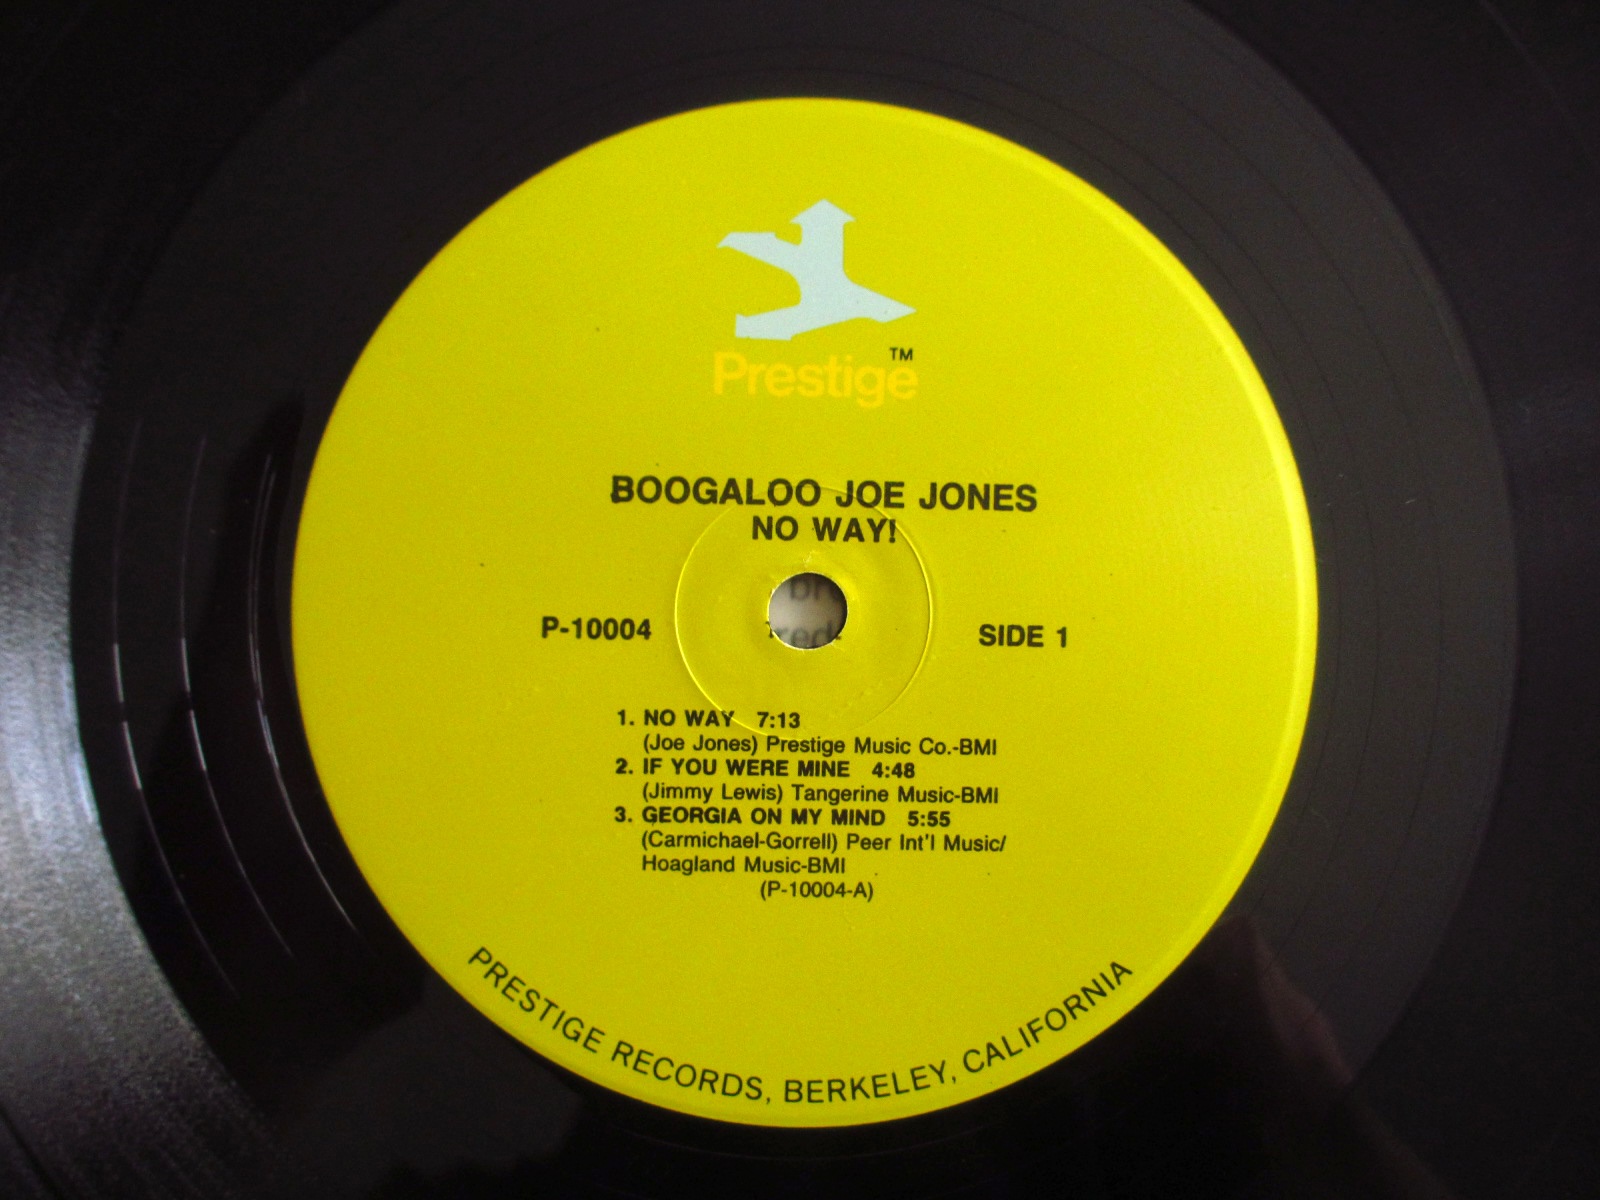 TM
Prestige
BOOGALOO JOE JONES
NO WAY!
P-10004
SIDE 1
1. NO WAY 7:13
(Joe Jones) Prestige Music Co.-BMI
2. IF YOU WERE MINE 4:48
(Jimmy Lewis) Tangerine Music-BMI
3. GEORGIA ON MY MIND 5:55
(Carmichael-Gorrell) Peer Int'l Music/
Hoagland Music-BMI
(P-10004-A)
PRESTIGE RECORDS, BERKELEY, CALIFORNIA